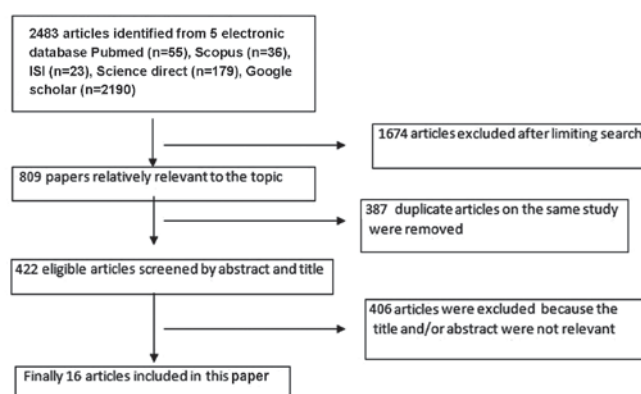 2483 articles identified from 5 electronic
database Pubmed (n=55), Scopus (n=36),
ISI (n=23), Science direct (n=179), Google
scholar (n=2190)
1674 articles excluded after limiting search
809 papers relatively relevant to the topic
387 duplicate articles on the same study
were removed
422 eligible articles screened by abstract and title
406 articles were excluded because the
title and/or abstract were not relevant
Finally 16 articles included in this paper